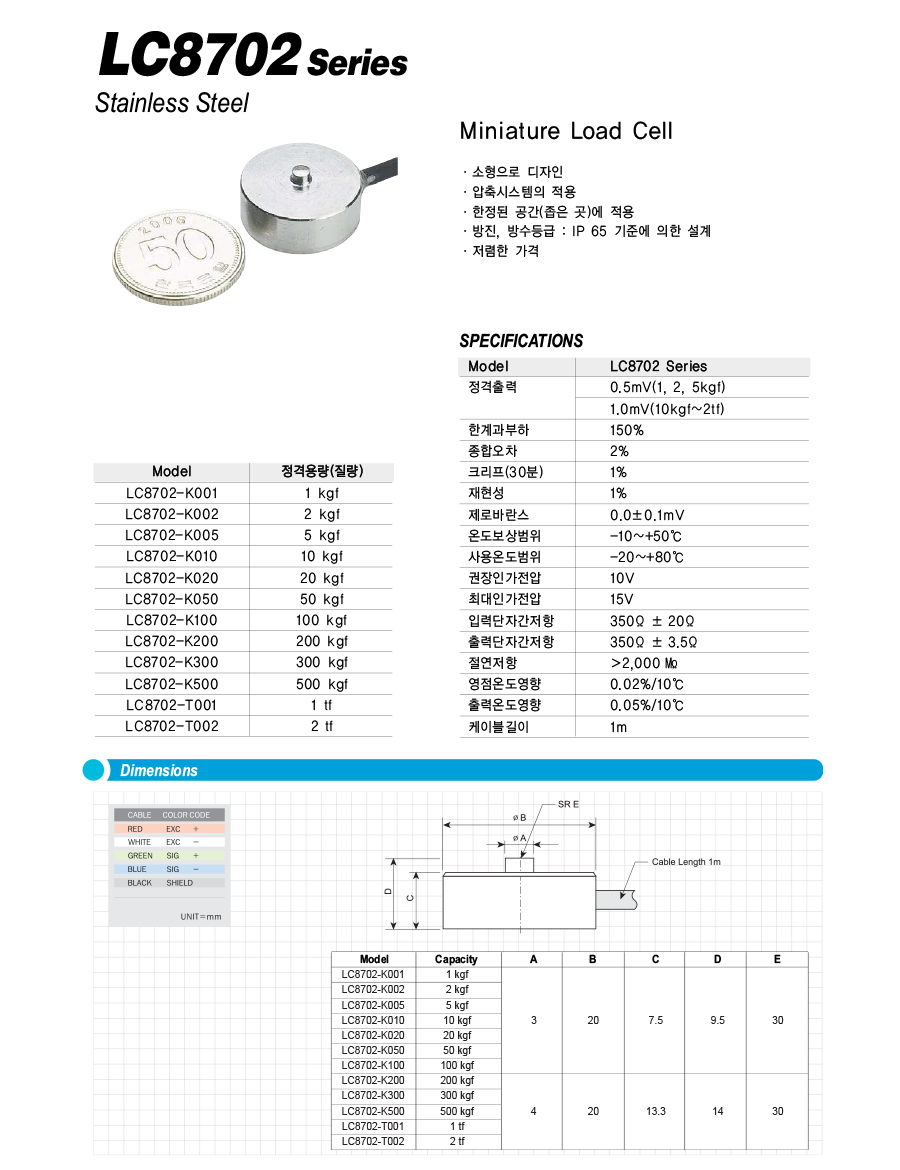 LC8702 Series
Stainless Steel
Miniature Load Cell
· 소형으로 디자인
· 압축시스템의 적용
· 한정된 공간(좁은 곳)에 적용
· 방진, 방수등급 : IP 65 기준에 의한 설계
· 저렴한 가격
2006
50
한국은행
SPECIFICATIONS
Model LC8702 Series
정격출력 0.5mV(1, 2, 5kgf)
1.0mV(10kgf~2tf)
한계과부하 150%
종합오차 2%
크리프(30분) 1%
재현성 1%
제로바란스 0.0±0.1mV
온도보상범위 -10~+50℃
사용온도범위 -20~+80℃
권장인가전압 10V
최대인가전압 15V
입력단자간저항 350Ω ± 20Ω
출력단자간저항 350Ω ± 3.5Ω
절연저항 >2,000 ㏁
영점온도영향 0.02%/10℃
출력온도영향 0.05%/10℃
케이블길이 1m
Model 정격용량(질량)
LC8702-K001 1 kgf
LC8702-K002 2 kgf
LC8702-K005 5 kgf
LC8702-K010 10 kgf
LC8702-K020 20 kgf
LC8702-K050 50 kgf
LC8702-K100 100 kgf
LC8702-K200 200 kgf
LC8702-K300 300 kgf
LC8702-K500 500 kgf
LC8702-T001 1 tf
LC8702-T002 2 tf
Dimensions
CABLE COLOR CODE
RED EXC +
WHITE EXC -
GREEN SIG +
BLUE SIG -
BLACK SHIELD
UNIT=mm
SR E
ø B
ø A
Cable Length 1m
D
C
Model Capacity A B C D E
LC8702-K001 1 kgf
LC8702-K002 2 kgf
LC8702-K005 5 kgf
LC8702-K010 10 kgf 3 20 7.5 9.5 30
LC8702-K020 20 kgf
LC8702-K050 50 kgf
LC8702-K100 100 kgf
LC8702-K200 200 kgf
LC8702-K300 300 kgf
LC8702-K500 500 kgf 4 20 13.3 14 30
LC8702-T001 1 tf
LC8702-T002 2 tf